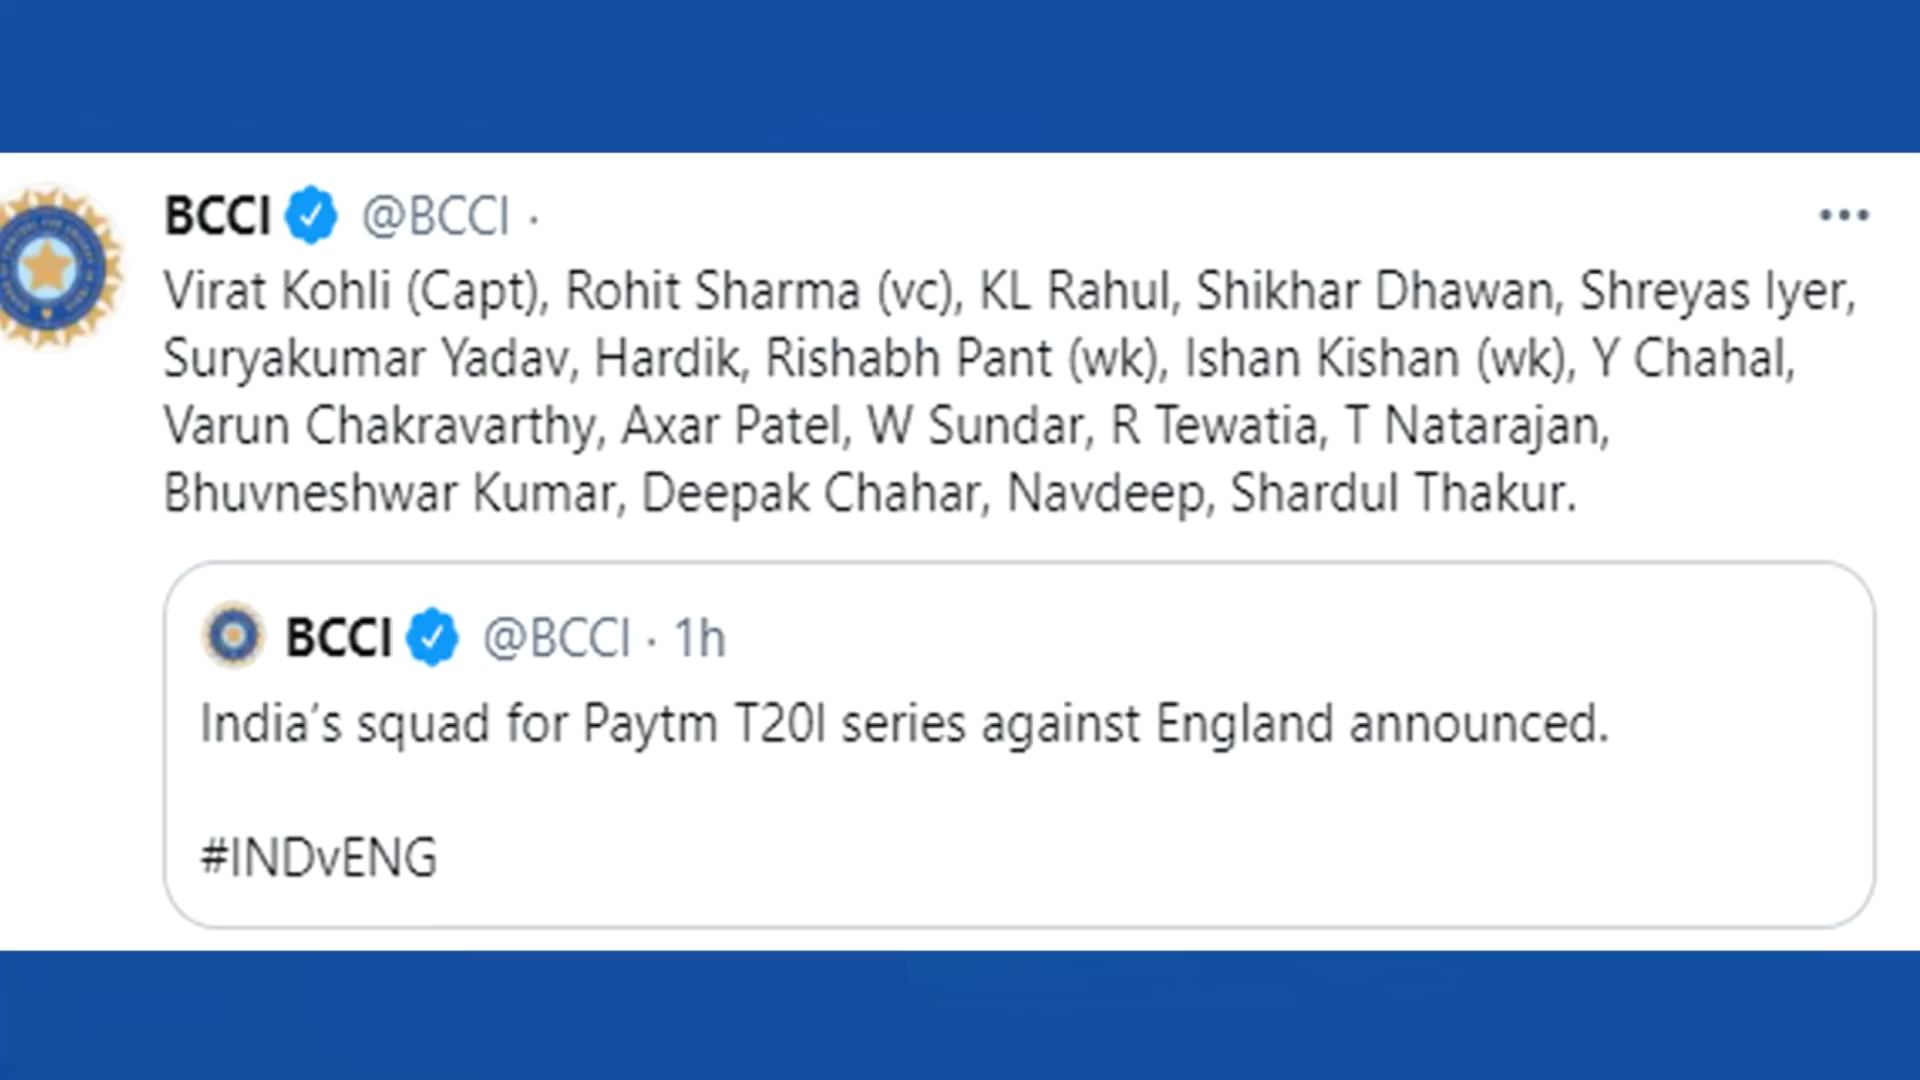 BCCI @BCCI ·
Virat Kohli (Capt), Rohit Sharma (vc), KL Rahul, Shikhar Dhawan, Shreyas Iyer,
Suryakumar Yadav, Hardik, Rishabh Pant (wk), Ishan Kishan (wk), Y Chahal,
Varun Chakravarthy, Axar Patel, W Sundar, R Tewatia, T Natarajan,
Bhuvneshwar Kumar, Deepak Chahar, Navdeep, Shardul Thakur.
BCCI @BCCI · 1h
India’s squad for Paytm T20I series against England announced.
#INDvENG